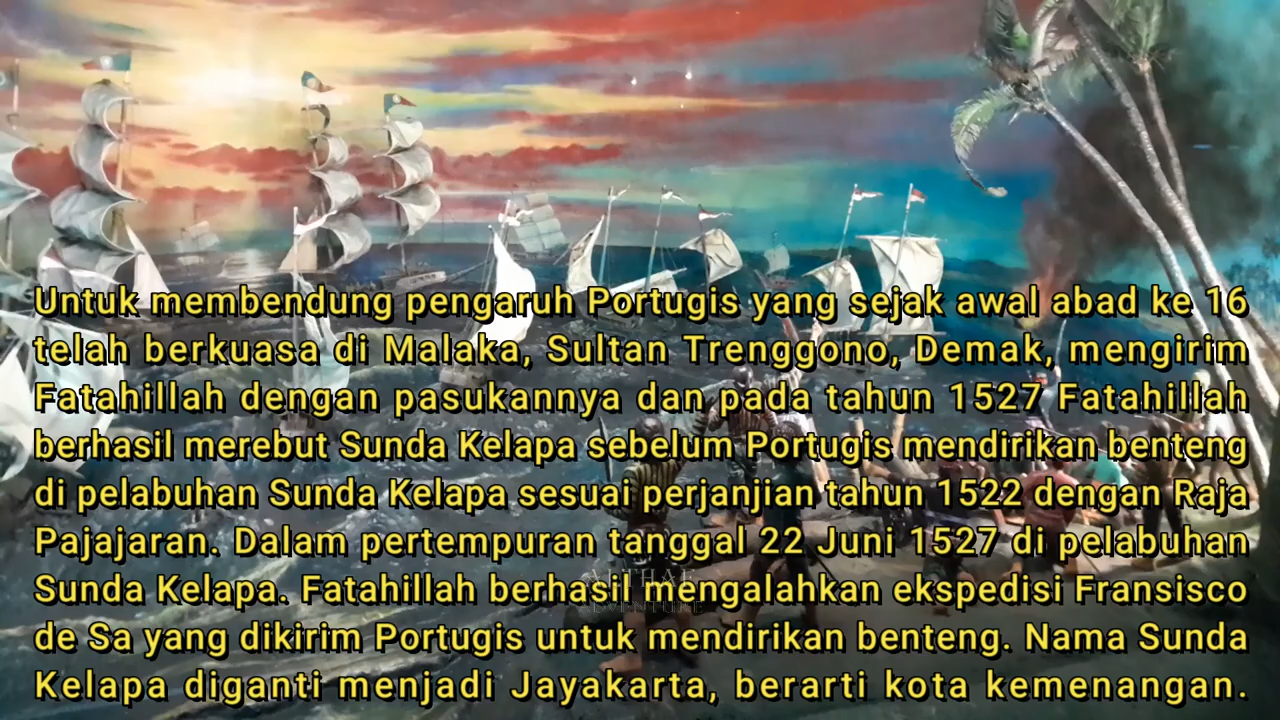 Untuk membendung pengaruh Portugis yang sejak awal abad ke 16
telah berkuasa di Malaka, Sultan Trenggono, Demak, mengirim
Fatahillah dengan pasukannya dan pada tahun 1527 Fatahillah
berhasil merebut Sunda Kelapa sebelum Portugis mendirikan benteng
di pelabuhan Sunda Kelapa sesuai perjanjian tahun 1522 dengan Raja
Pajajaran. Dalam pertempuran tanggal 22 Juni 1527 di pelabuhan
Sunda Kelapa. Fatahillah berhasil mengalahkan ekspedisi Fransisco
de Sa yang dikirim Portugis untuk mendirikan benteng. Nama Sunda
Kelapa diganti menjadi Jayakarta, berarti kota kemenangan.